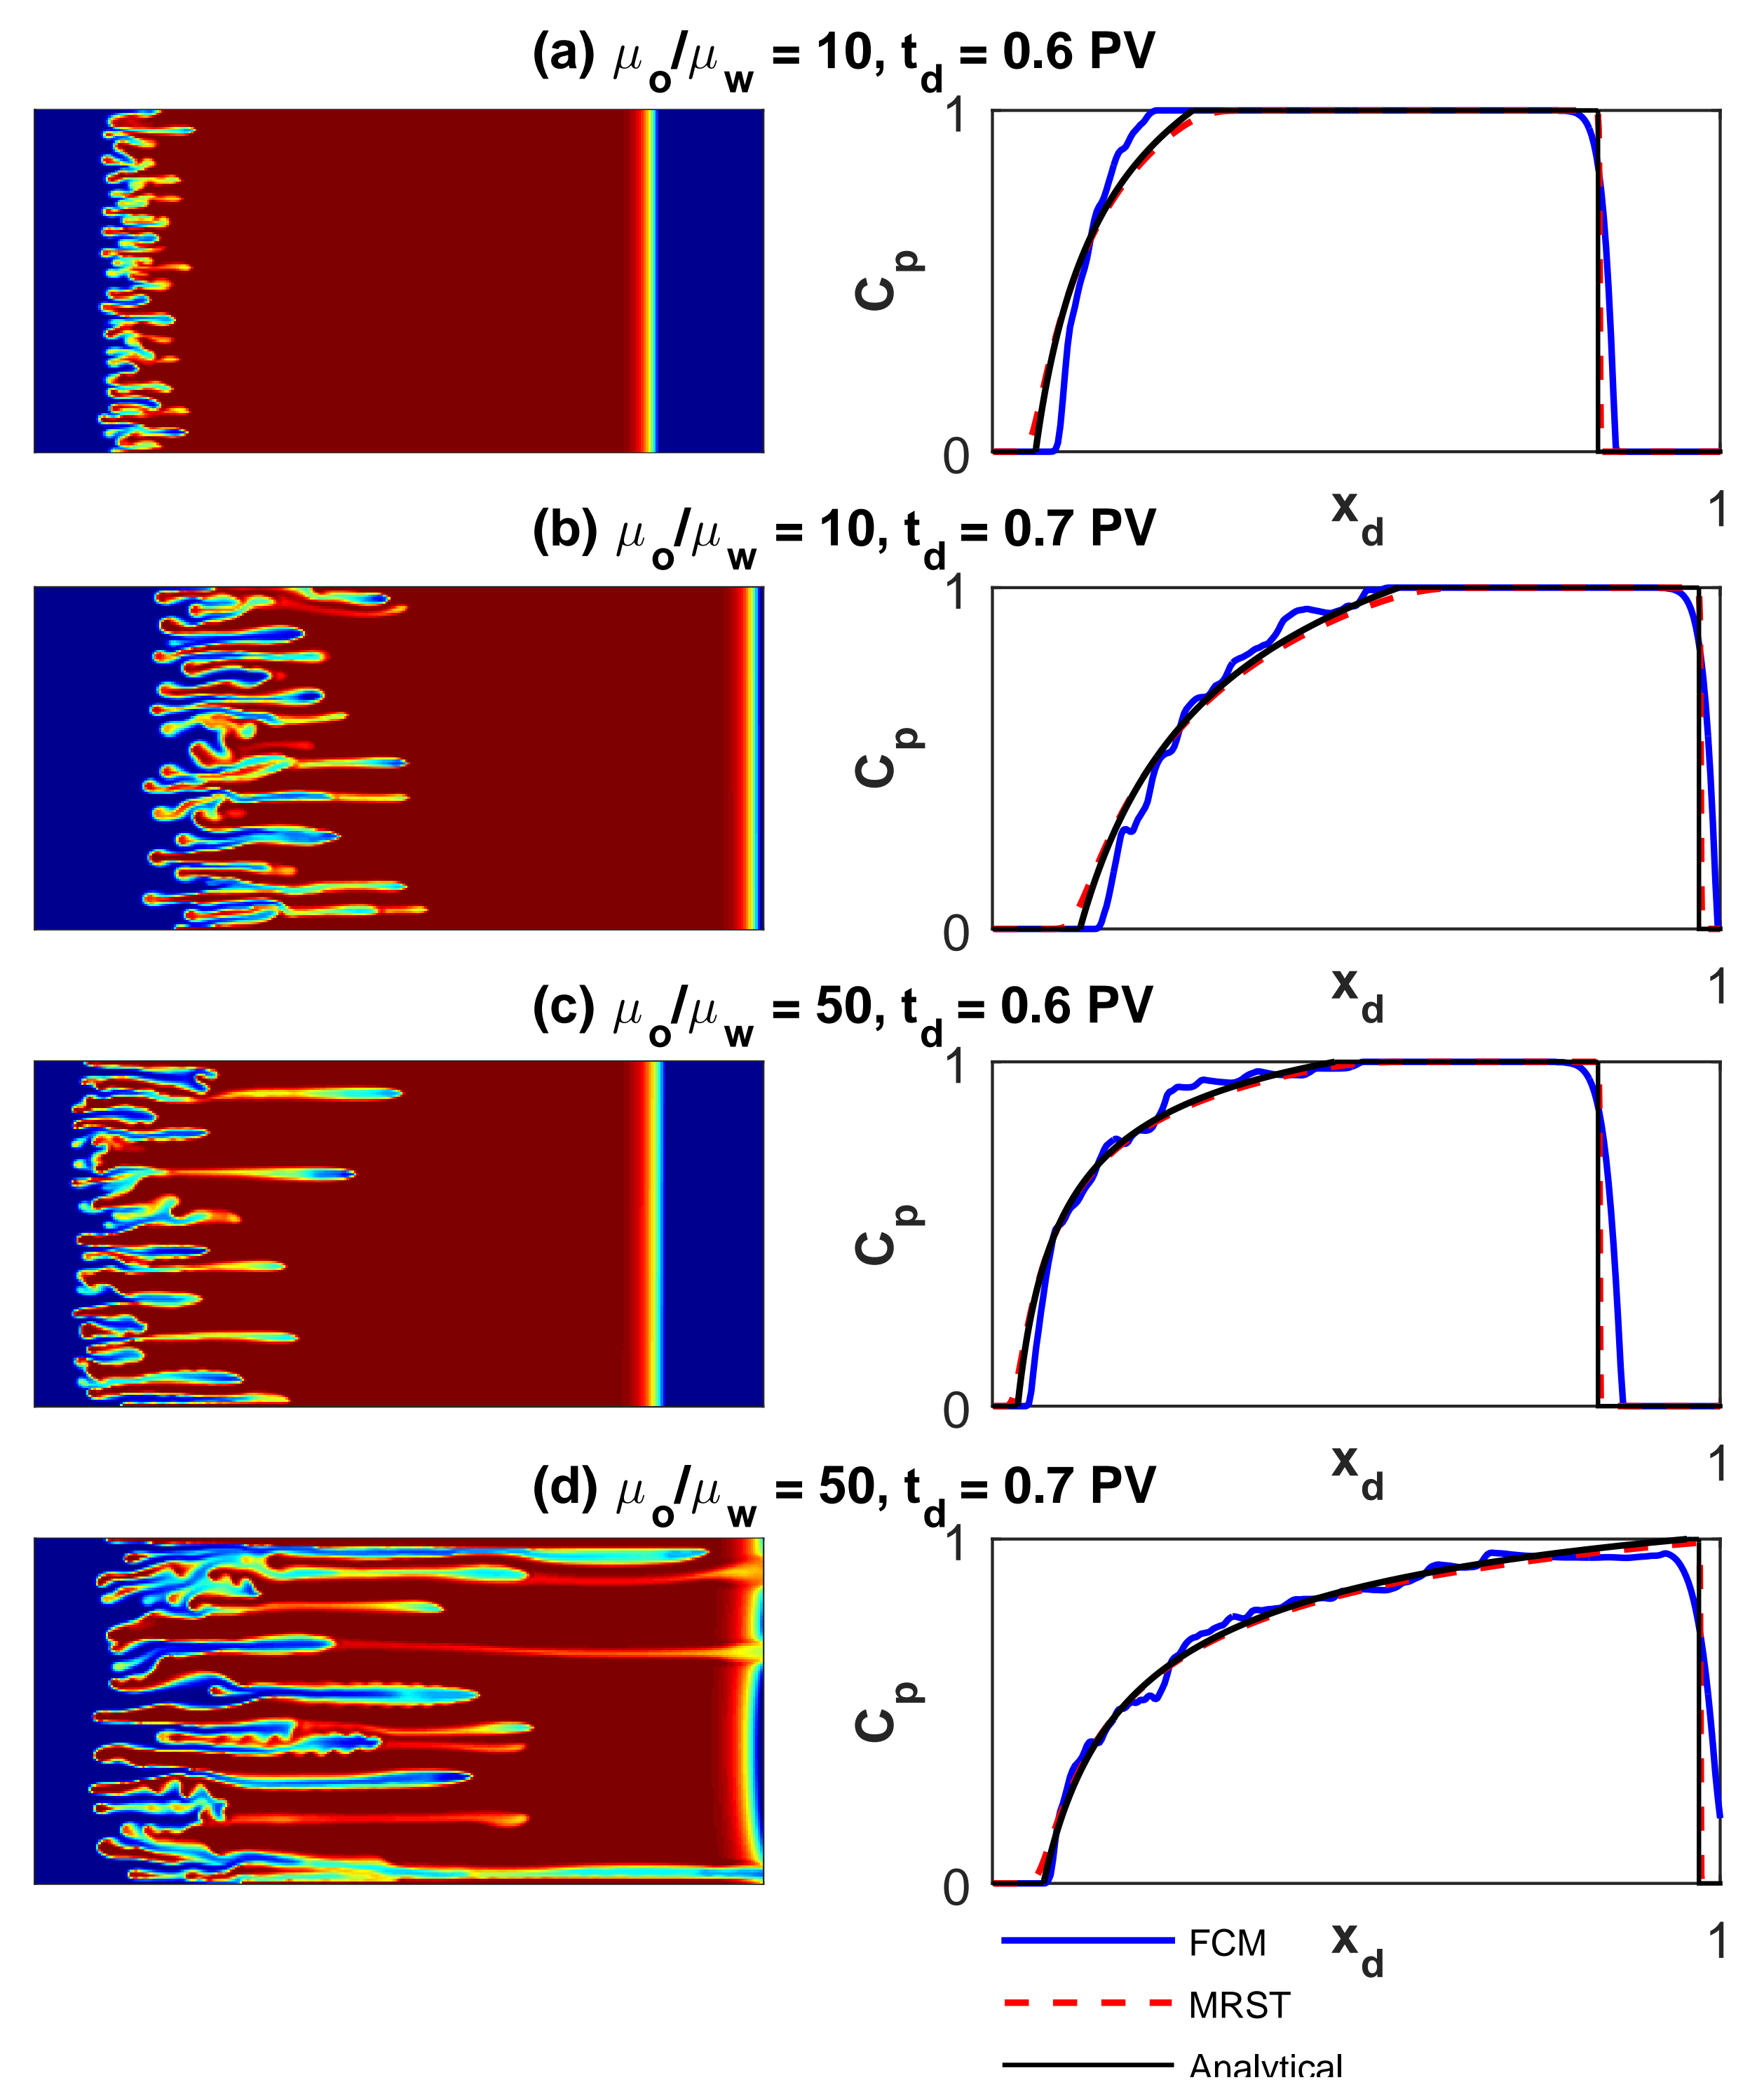 (a) μo/μw = 10, td = 0.6 PV
1
Cp
0
xd
1
(b) μo/μw = 10, td = 0.7 PV
1
Cp
0
xd
1
(c) μo/μw = 50, td = 0.6 PV
1
Cp
0
xd
1
(d) μo/μw = 50, td = 0.7 PV
1
Cp
0
xd
1
FCM
MRST
Analytical